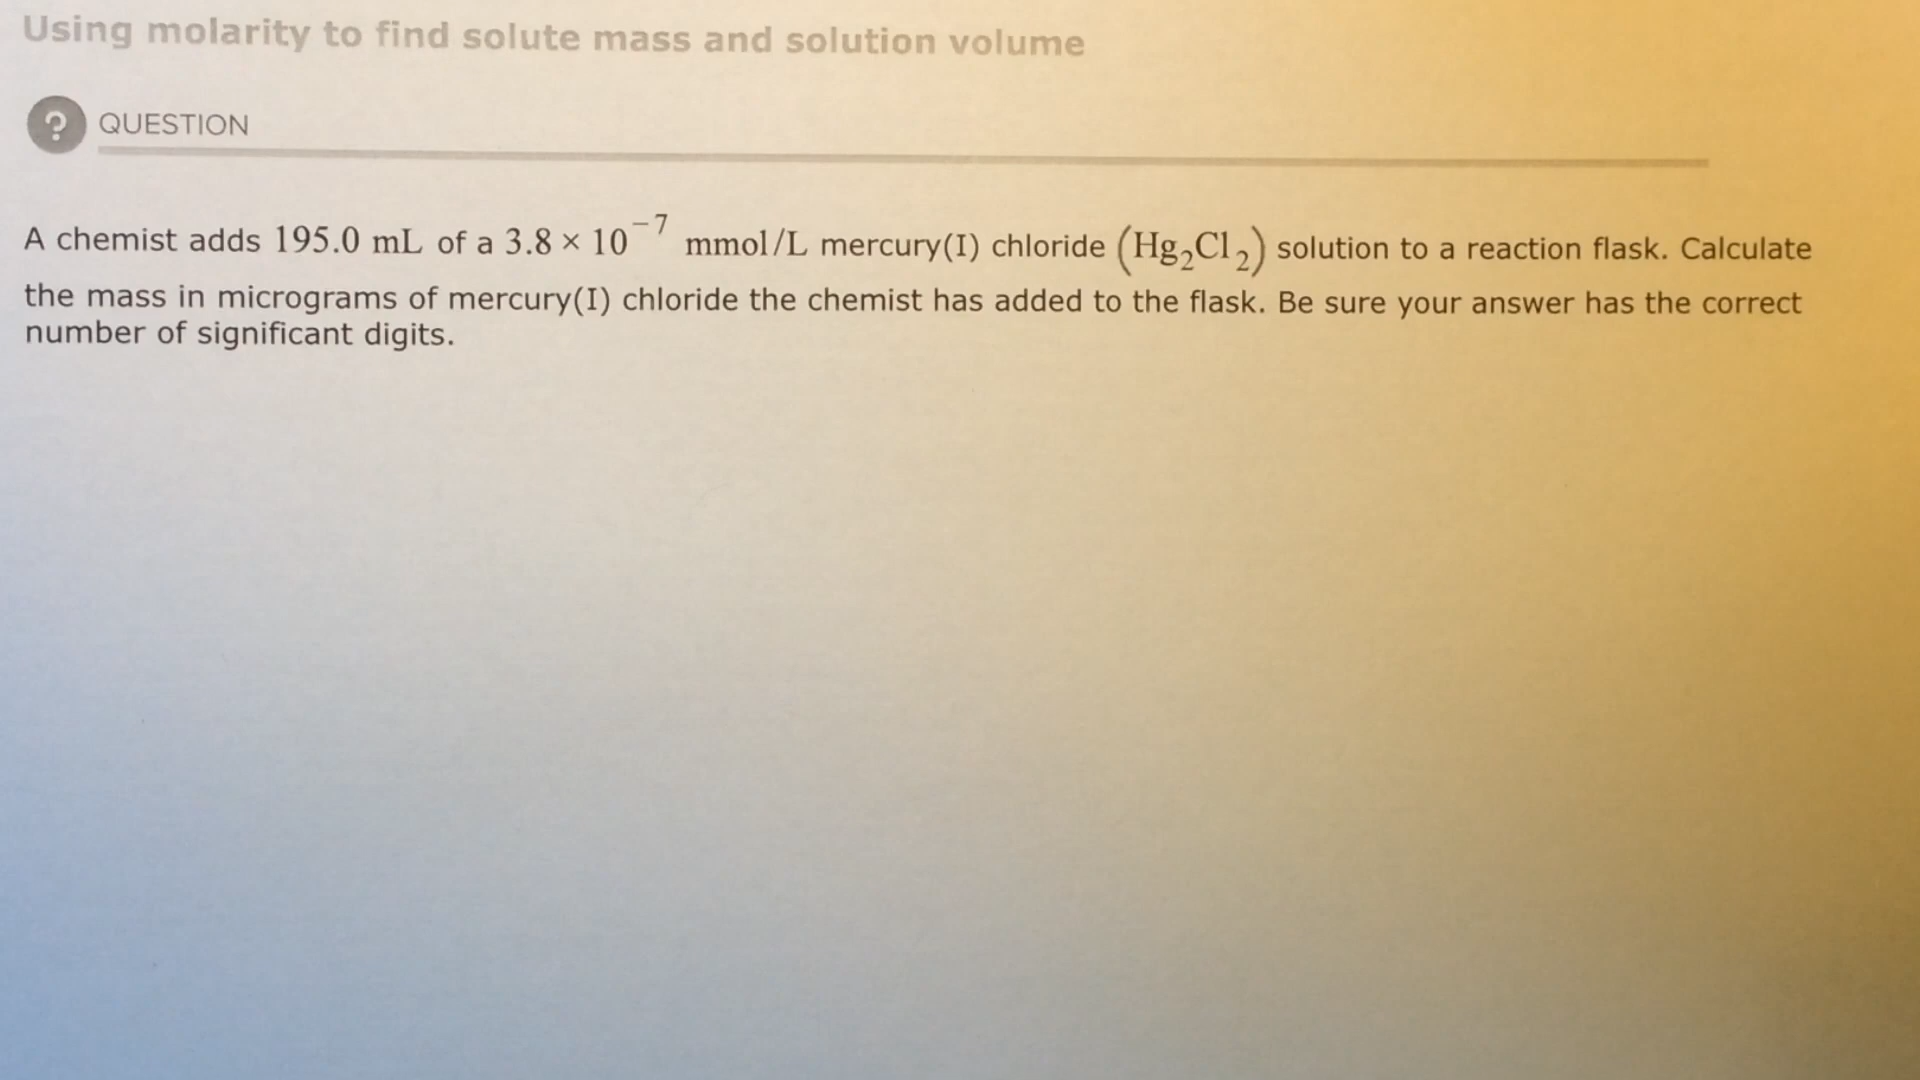 Using molarity to find solute mass and solution volume
? QUESTION
A chemist adds 195.0 mL of a 3.8 × 10⁻⁷ mmol/L mercury(I) chloride (Hg₂Cl₂) solution to a reaction flask. Calculate
the mass in micrograms of mercury(I) chloride the chemist has added to the flask. Be sure your answer has the correct
number of significant digits.